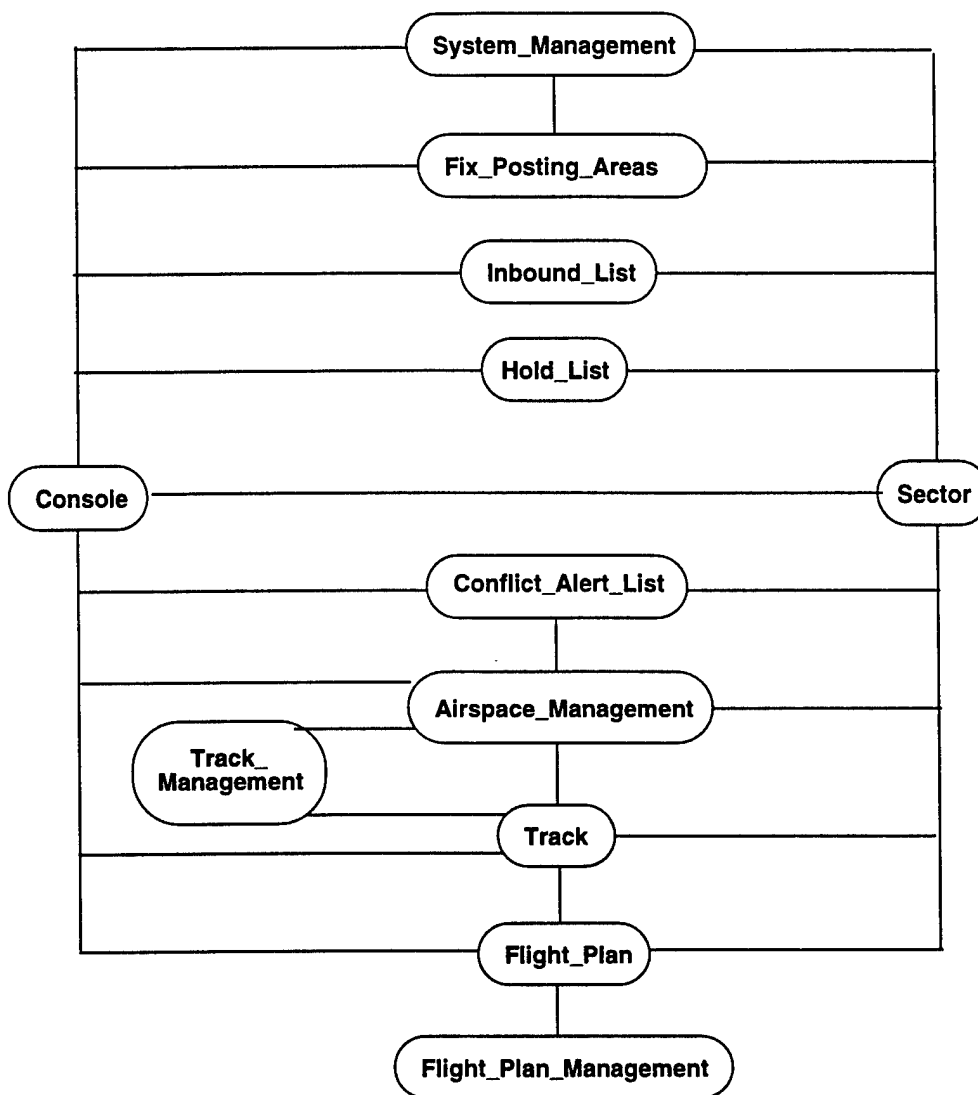 System_Management
Fix_Posting_Areas
Inbound_List
Hold_List
Console
Sector
Conflict_Alert_List
Airspace_Management
Track_
Management
Track
Flight_Plan
Flight_Plan_Management